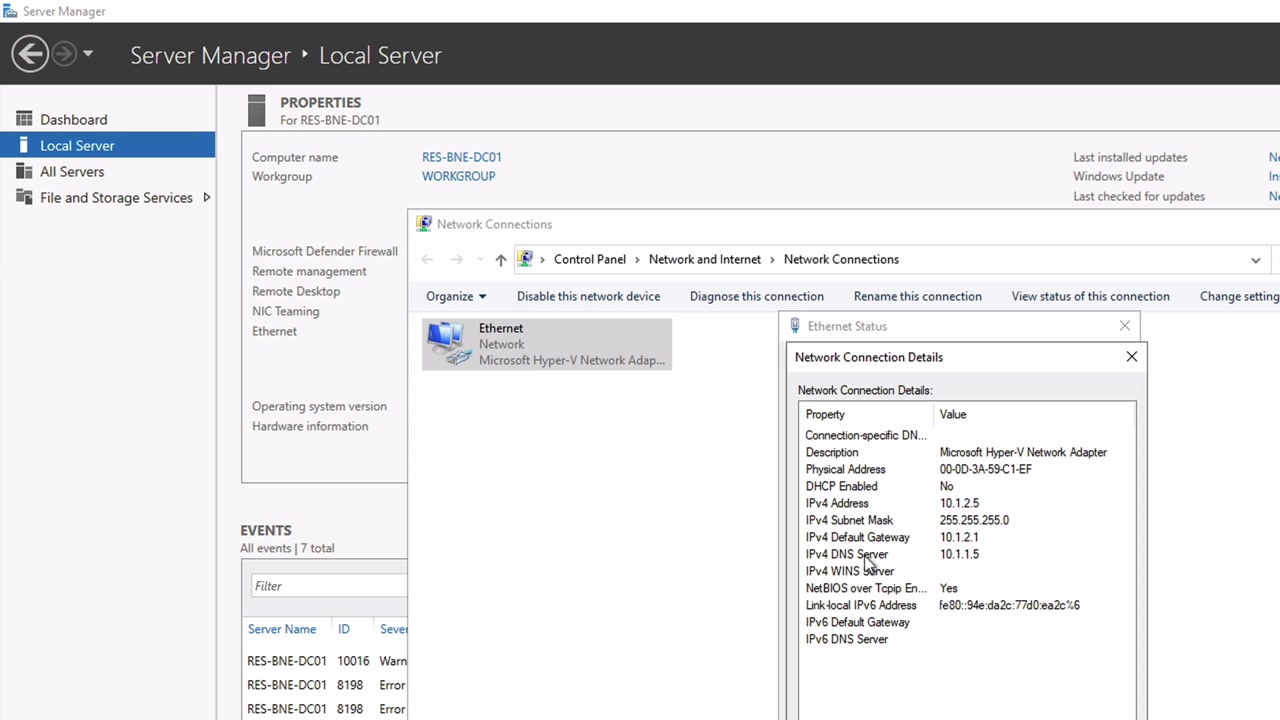 Server Manager
Server Manager ‣ Local Server
Dashboard
Local Server
All Servers
File and Storage Services
PROPERTIES
For RES-BNE-DC01
Computer name RES-BNE-DC01
Workgroup WORKGROUP
Last installed updates
Windows Update
Last checked for updates
Microsoft Defender Firewall
Remote management
Remote Desktop
NIC Teaming
Ethernet
Operating system version
Hardware information
EVENTS
All events | 7 total
Filter
Server Name ID
RES-BNE-DC01 10016
RES-BNE-DC01 8198 Error
RES-BNE-DC01 8198 Error
Network Connections
Control Panel › Network and Internet › Network Connections
Organize Disable this network device Diagnose this connection Rename this connection View status of this connection Change
Ethernet
Network
Microsoft Hyper-V Network Adap...
Ethernet Status
Network Connection Details
Network Connection Details:
Property Value
Connection-specific DN...
Description Microsoft Hyper-V Network Adapter
Physical Address 00-0D-3A-59-C1-EF
DHCP Enabled No
IPv4 Address 10.1.2.5
IPv4 Subnet Mask 255.255.255.0
IPv4 Default Gateway 10.1.2.1
IPv4 DNS Server 10.1.1.5
IPv4 WINS Server
NetBIOS over Tcpip En... Yes
Link-local IPv6 Address fe80::94e:da2c:77d0:ea2c%6
IPv6 Default Gateway
IPv6 DNS Server